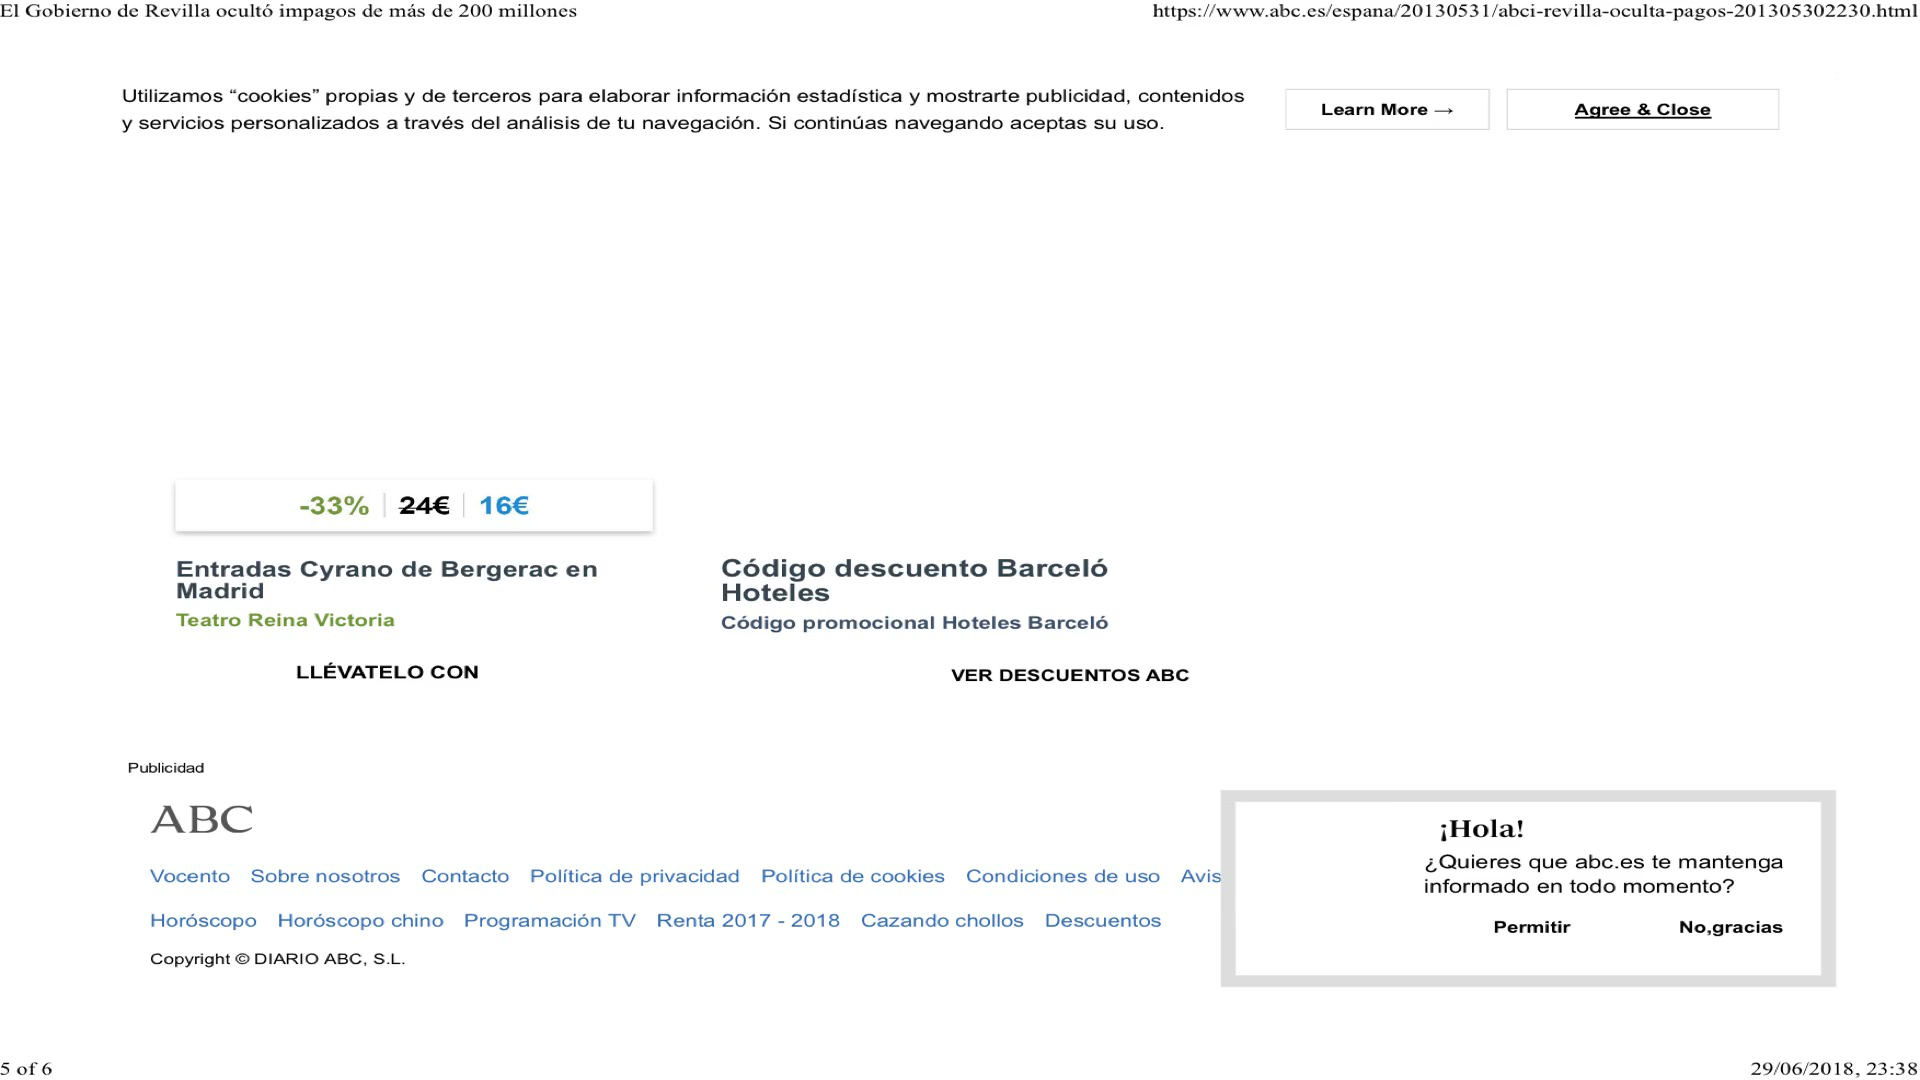 El Gobierno de Revilla ocultó impagos de más de 200 millones
https://www.abc.es/espana/20130531/abci-revilla-oculta-pagos-201305302230.html
Utilizamos “cookies” propias y de terceros para elaborar información estadística y mostrarte publicidad, contenidos
y servicios personalizados a través del análisis de tu navegación. Si continúas navegando aceptas su uso.
Learn More →
Agree & Close
-33% 24€ 16€
Entradas Cyrano de Bergerac en
Madrid
Teatro Reina Victoria
LLÉVATELO CON
Código descuento Barceló
Hoteles
Código promocional Hoteles Barceló
VER DESCUENTOS ABC
Publicidad
ABC
Vocento Sobre nosotros Contacto Política de privacidad Política de cookies Condiciones de uso Avis
Horóscopo Horóscopo chino Programación TV Renta 2017 - 2018 Cazando chollos Descuentos
Copyright © DIARIO ABC, S.L.
¡Hola!
¿Quieres que abc.es te mantenga
informado en todo momento?
Permitir No,gracias
5 of 6
29/06/2018, 23:38